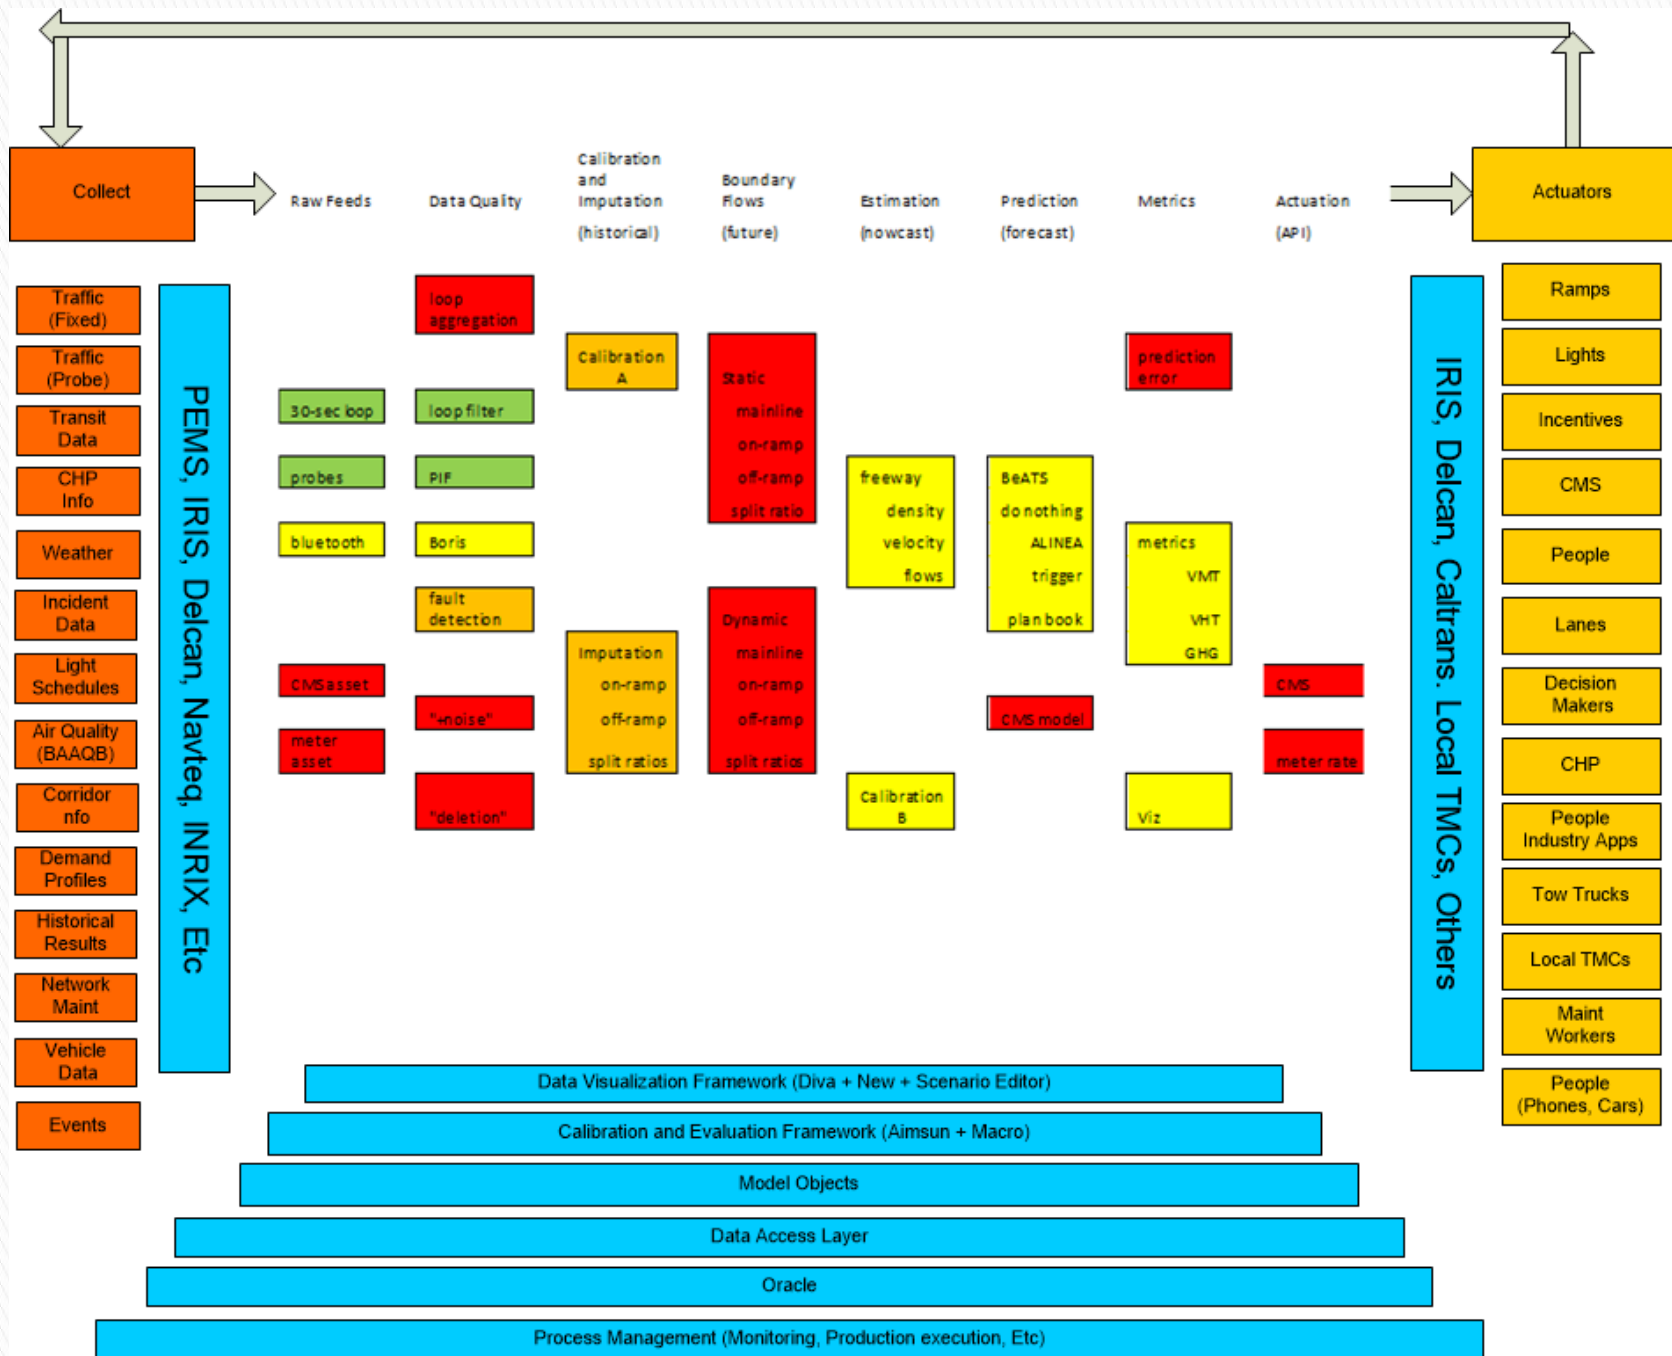 Collect
Raw Feeds
Data Quality
Calibration
and
Imputation
(historical)
Boundary
Flows
(future)
Estimation
(nowcast)
Prediction
(forecast)
Metrics
Actuation
(API)
Actuators
Traffic
(Fixed)
Traffic
(Probe)
Transit
Data
CHP
Info
Weather
Incident
Data
Light
Schedules
Air Quality
(BAAQB)
Corridor
nfo
Demand
Profiles
Historical
Results
Network
Maint
Vehicle
Data
Events
PEMS, IRIS, Delcan, Navteq, INRIX, Etc
30-sec loop
probes
bluetooth
CMS asset
meter
asset
loop
aggregation
loop filter
PIF
Boris
fault
detection
"+noise"
"deletion"
Calibration
A
Imputation
on-ramp
off-ramp
split ratios
Static
mainline
on-ramp
off-ramp
split ratio
Dynamic
mainline
on-ramp
off-ramp
split ratios
freeway
density
velocity
flows
Calibration
B
BeATS
do nothing
ALINEA
trigger
plan book
CMS model
prediction
error
metrics
VMT
VHT
GHG
Viz
CMS
meter rate
IRIS, Delcan, Caltrans. Local TMCs, Others
Ramps
Lights
Incentives
CMS
People
Lanes
Decision
Makers
CHP
People
Industry Apps
Tow Trucks
Local TMCs
Maint
Workers
People
(Phones, Cars)
Data Visualization Framework (Diva + New + Scenario Editor)
Calibration and Evaluation Framework (Aimsun + Macro)
Model Objects
Data Access Layer
Oracle
Process Management (Monitoring, Production execution, Etc)